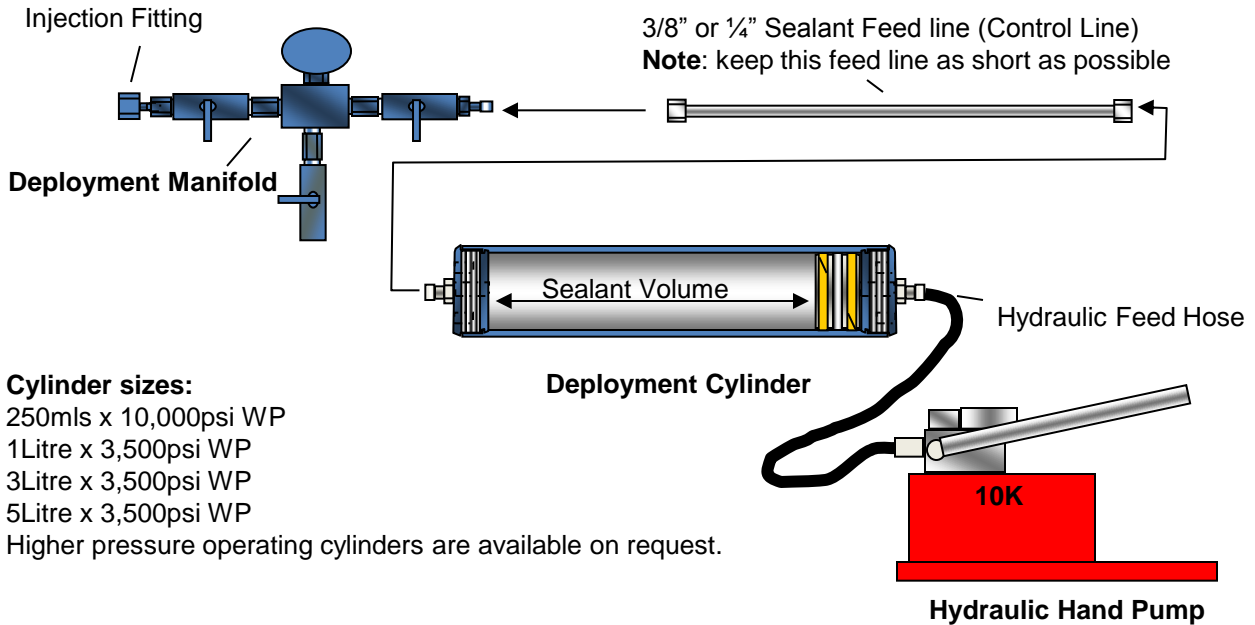 Injection Fitting
3/8” or ¼” Sealant Feed line (Control Line)
Note: keep this feed line as short as possible
Deployment Manifold
Sealant Volume
Hydraulic Feed Hose
Deployment Cylinder
Cylinder sizes:
250mls x 10,000psi WP
1Litre x 3,500psi WP
3Litre x 3,500psi WP
5Litre x 3,500psi WP
Higher pressure operating cylinders are available on request.
10K
Hydraulic Hand Pump